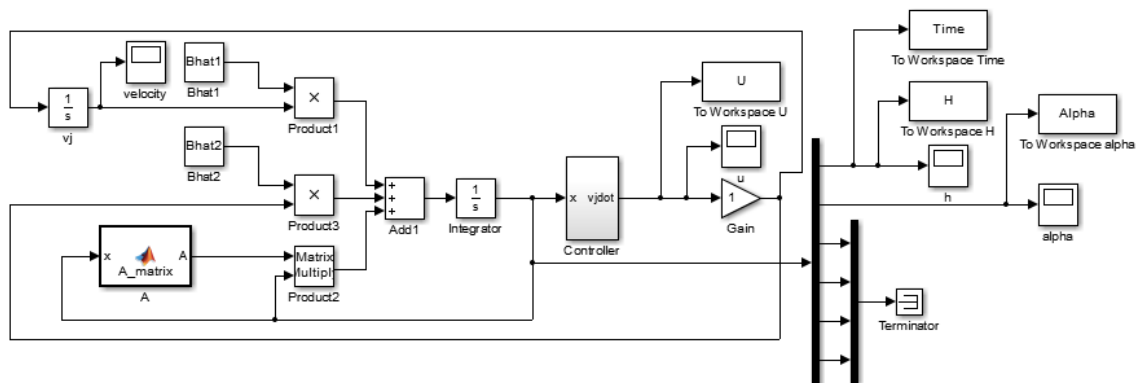 Time
To Workspace Time
velocity
Bhat1
Bhat1
1
s
vj
×
Product1
U
To Workspace U
H
To Workspace H
Alpha
To Workspace alpha
Bhat2
Bhat2
u
h
×
Product3
+
+
+
Add1
1
s
Integrator
x vjdot
Controller
1
Gain
alpha
x A
A_matrix
A
Matrix
Multiply
Product2
Terminator